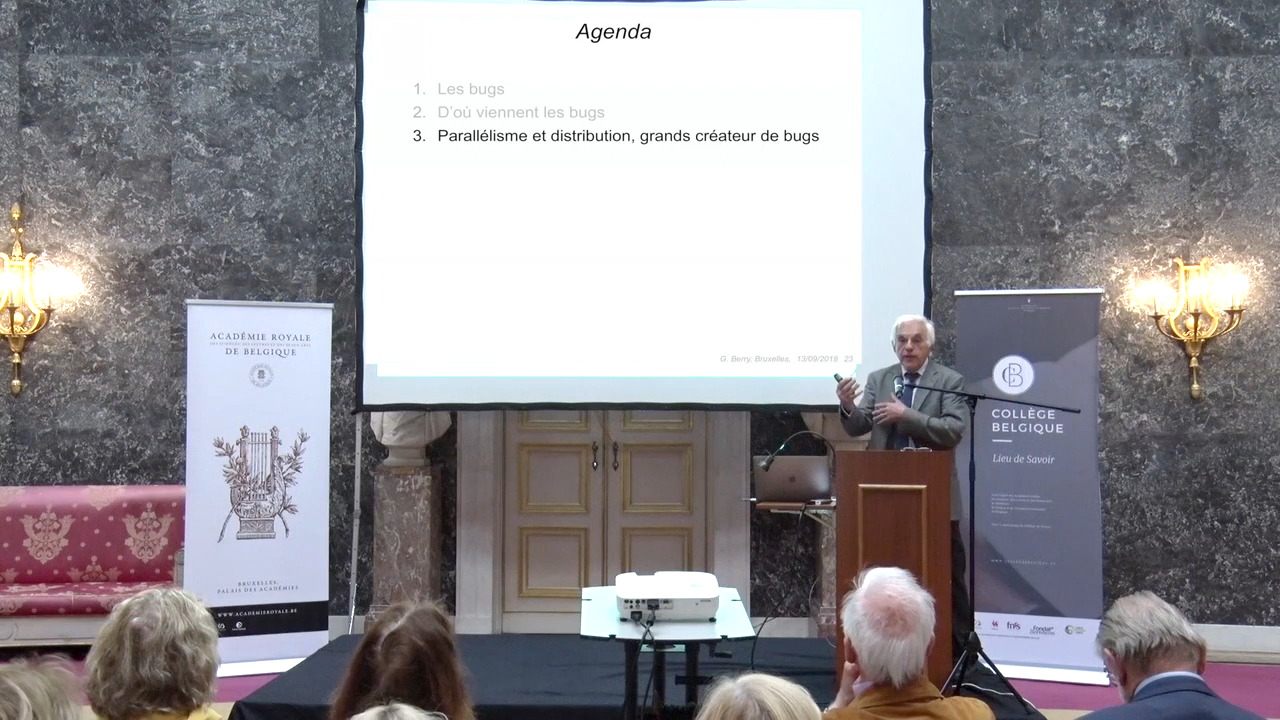 Agenda
1. Les bugs
2. D'où viennent les bugs
3. Parallélisme et distribution, grands créateur de bugs
G. Berry, Bruxelles, 13/09/2018 23
ACADÉMIE ROYALE
DE BELGIQUE
BRUXELLES,
PALAIS DES ACADÉMIES
WWW.ACADEMIEROYALE.BE
CB
COLLÈGE
BELGIQUE
Lieu de Savoir
fnrs